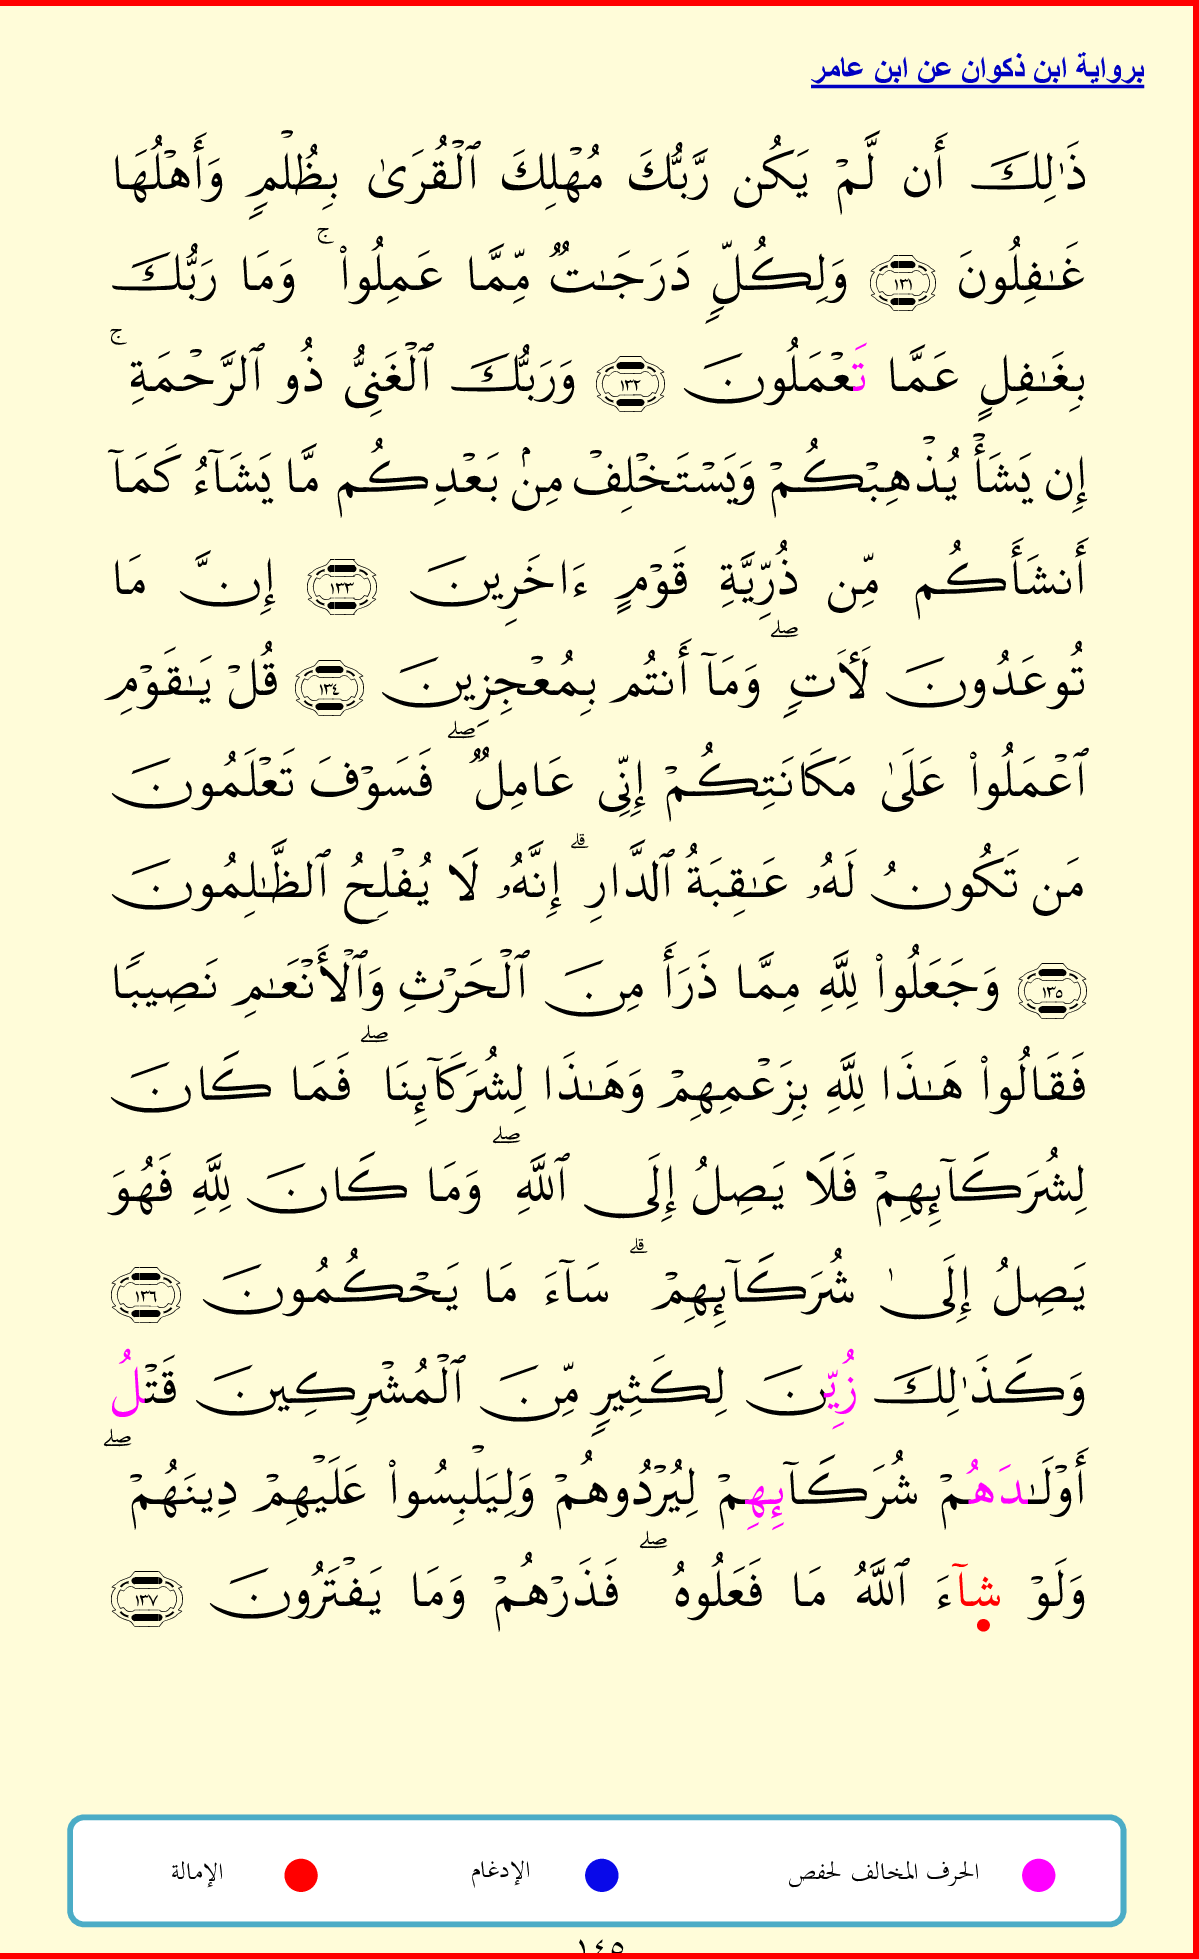 برواية ابن ذكوان عن ابن عامر
ذَٰلِكَ أَن لَّمْ يَكُن رَّبُّكَ مُهْلِكَ ٱلْقُرَىٰ بِظُلْمٍ وَأَهْلُهَا
غَـٰفِلُونَ ١٣١ وَلِكُلٍّ دَرَجَـٰتٌ مِّمَّا عَمِلُوا۟ ۚ وَمَا رَبُّكَ
بِغَـٰفِلٍ عَمَّا تَعْمَلُونَ ١٣٢ وَرَبُّكَ ٱلْغَنِىُّ ذُو ٱلرَّحْمَةِ ۚ
إِن يَشَأْ يُذْهِبْكُمْ وَيَسْتَخْلِفْ مِنۢ بَعْدِكُم مَّا يَشَآءُ كَمَآ
أَنشَأَكُم مِّن ذُرِّيَّةِ قَوْمٍ ءَاخَرِينَ ١٣٣ إِنَّ مَا
تُوعَدُونَ لَـَٔاتٍ ۖ وَمَآ أَنتُم بِمُعْجِزِينَ ١٣٤ قُلْ يَـٰقَوْمِ
ٱعْمَلُوا۟ عَلَىٰ مَكَانَتِكُمْ إِنِّى عَامِلٌ ۖ فَسَوْفَ تَعْلَمُونَ
مَن تَكُونُ لَهُۥ عَـٰقِبَةُ ٱلدَّارِ ۗ إِنَّهُۥ لَا يُفْلِحُ ٱلظَّـٰلِمُونَ
١٣٥ وَجَعَلُوا۟ لِلَّهِ مِمَّا ذَرَأَ مِنَ ٱلْحَرْثِ وَٱلْأَنْعَـٰمِ نَصِيبًا
فَقَالُوا۟ هَـٰذَا لِلَّهِ بِزَعْمِهِمْ وَهَـٰذَا لِشُرَكَآئِنَا ۖ فَمَا كَانَ
لِشُرَكَآئِهِمْ فَلَا يَصِلُ إِلَى ٱللَّهِ ۖ وَمَا كَانَ لِلَّهِ فَهُوَ
يَصِلُ إِلَىٰ شُرَكَآئِهِمْ ۗ سَآءَ مَا يَحْكُمُونَ ١٣٦
وَكَذَٰلِكَ زُيِّنَ لِكَثِيرٍ مِّنَ ٱلْمُشْرِكِينَ قَتْلُ
أَوْلَـٰدَهُمْ شُرَكَآئِهِمْ لِيُرْدُوهُمْ وَلِيَلْبِسُوا۟ عَلَيْهِمْ دِينَهُمْ ۖ
وَلَوْ شَآءَ ٱللَّهُ مَا فَعَلُوهُ ۖ فَذَرْهُمْ وَمَا يَفْتَرُونَ ١٣٧
الحرف المخالف لحفص الإدغام الإمالة
١٤٥